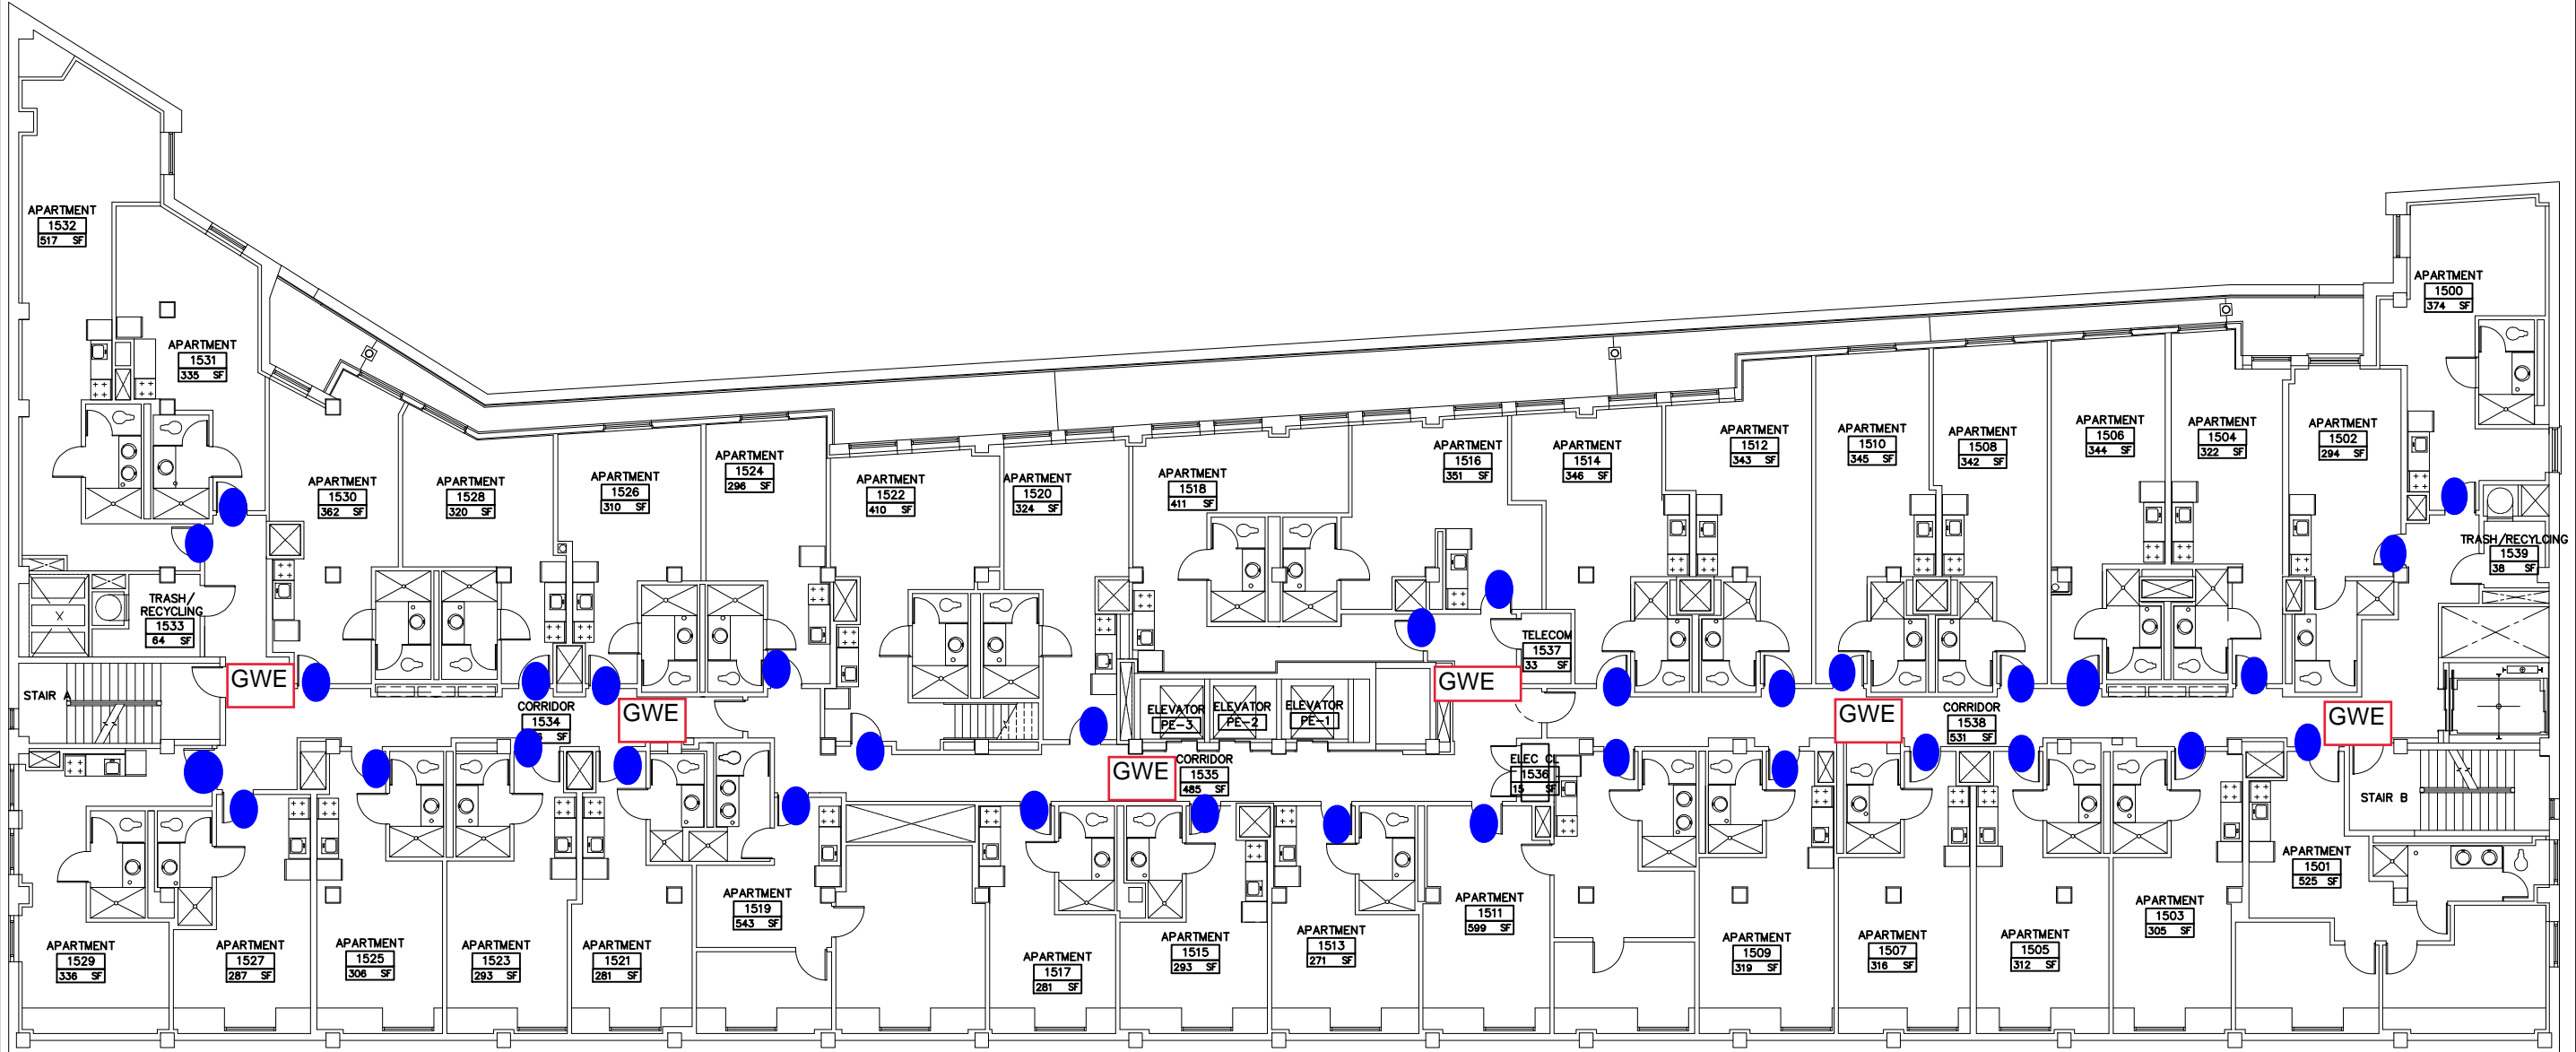 APARTMENT
1532
517 SF
APARTMENT
1531
335 SF
APARTMENT
1530
362 SF
APARTMENT
1528
320 SF
APARTMENT
1526
310 SF
APARTMENT
1524
296 SF
APARTMENT
1522
410 SF
APARTMENT
1520
324 SF
APARTMENT
1518
411 SF
APARTMENT
1516
351 SF
APARTMENT
1514
346 SF
APARTMENT
1512
343 SF
APARTMENT
1510
345 SF
APARTMENT
1508
342 SF
APARTMENT
1506
344 SF
APARTMENT
1504
322 SF
APARTMENT
1502
294 SF
APARTMENT
1500
374 SF
TRASH/RECYLCING
1539
38 SF
TRASH/
RECYCLING
1533
64 SF
STAIR A
GWE
CORRIDOR
1534
SF
GWE
ELEVATOR
PE-3
ELEVATOR
PE-2
ELEVATOR
PE-1
GWE
TELECOM
1537
33 SF
GWE
CORRIDOR
1535
485 SF
ELEC CL
1536
15 SF
GWE
CORRIDOR
1538
531 SF
GWE
STAIR B
APARTMENT
1529
336 SF
APARTMENT
1527
287 SF
APARTMENT
1525
306 SF
APARTMENT
1523
293 SF
APARTMENT
1521
281 SF
APARTMENT
1519
543 SF
APARTMENT
1517
281 SF
APARTMENT
1515
293 SF
APARTMENT
1513
271 SF
APARTMENT
1511
599 SF
APARTMENT
1509
319 SF
APARTMENT
1507
316 SF
APARTMENT
1505
312 SF
APARTMENT
1503
305 SF
APARTMENT
1501
525 SF